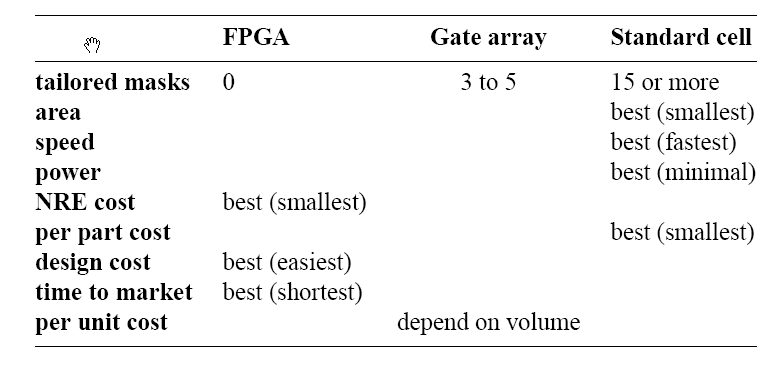 FPGA Gate array Standard cell
tailored masks 0 3 to 5 15 or more
area best (smallest)
speed best (fastest)
power best (minimal)
NRE cost best (smallest)
per part cost best (smallest)
design cost best (easiest)
time to market best (shortest)
per unit cost depend on volume